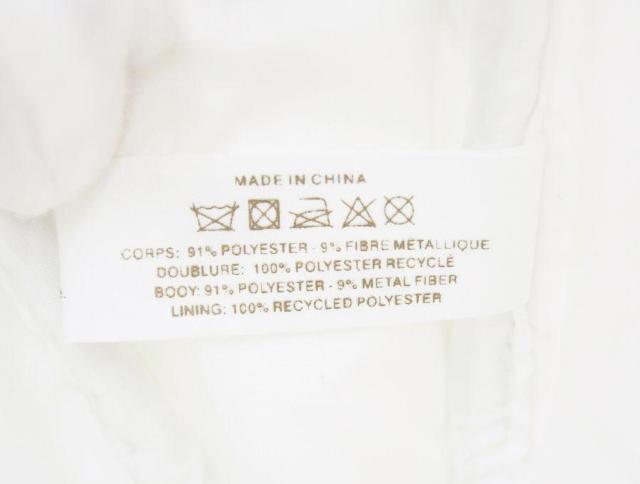 MADE IN CHINA
CORPS: 91% POLYESTER - 9% FIBRE MÉTALLIQUE
DOUBLURE: 100% POLYESTER RECYCLÉ
BODY: 91% POLYESTER - 9% METAL FIBER
LINING: 100% RECYCLED POLYESTER